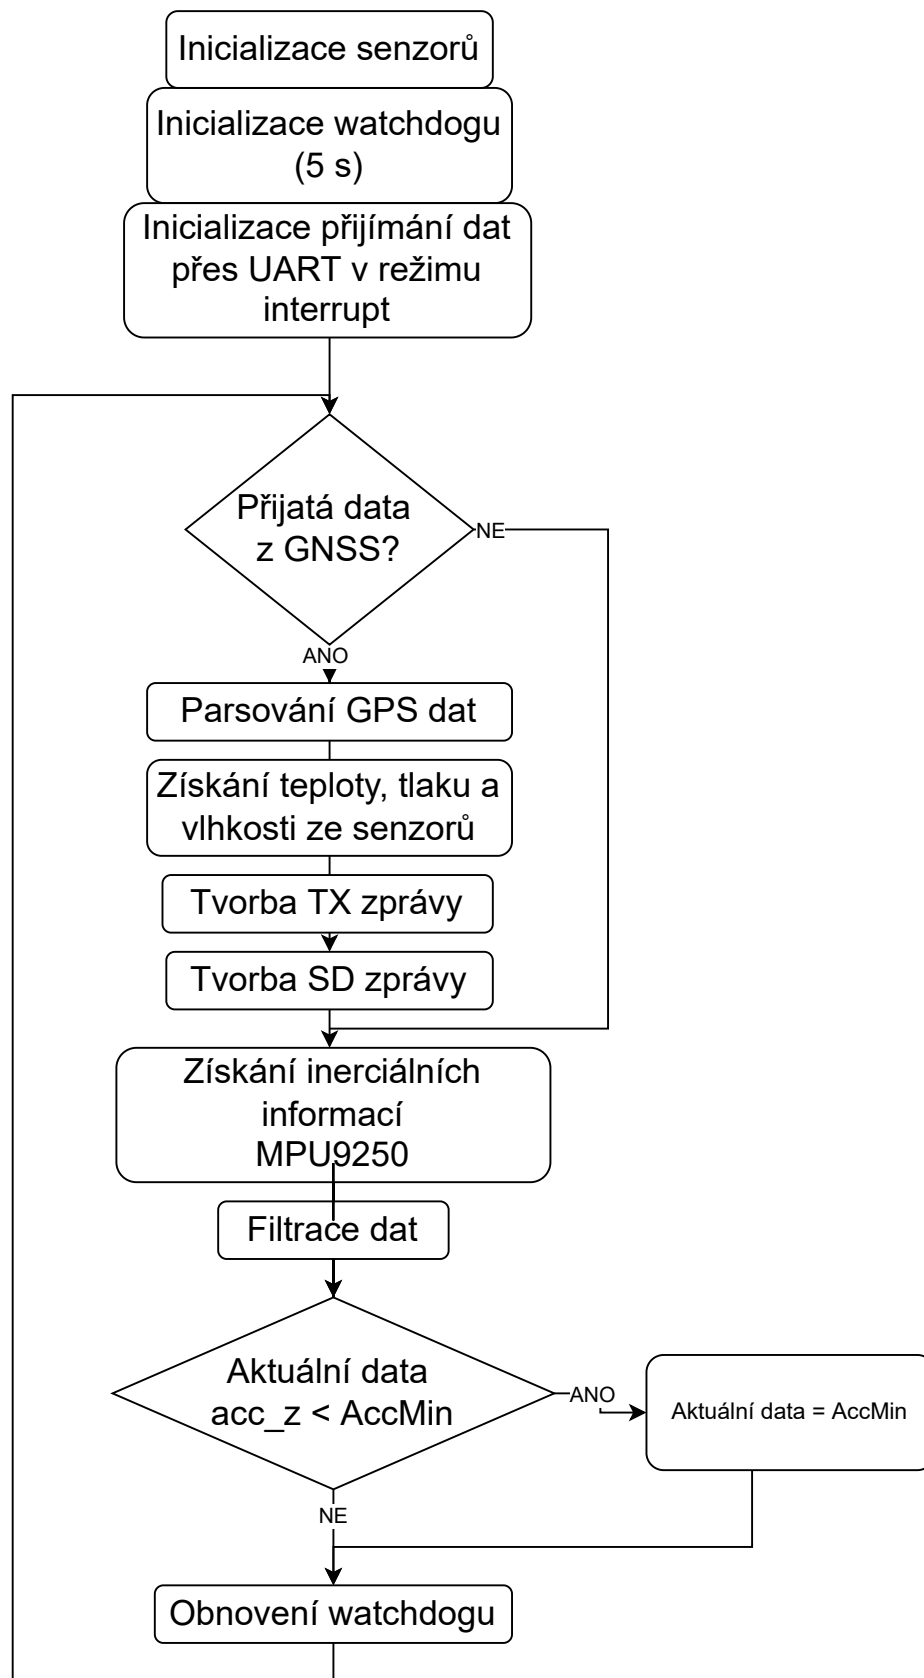 Inicializace senzorů
Inicializace watchdogu
(5 s)
Inicializace přijímání dat
přes UART v režimu
interrupt
Přijatá data
z GNSS?
NE
ANO
Parsování GPS dat
Získání teploty, tlaku a
vlhkosti ze senzorů
Tvorba TX zprávy
Tvorba SD zprávy
Získání inerciálních
informací
MPU9250
Filtrace dat
Aktuální data
acc_z < AccMin
ANO
Aktuální data = AccMin
NE
Obnovení watchdogu